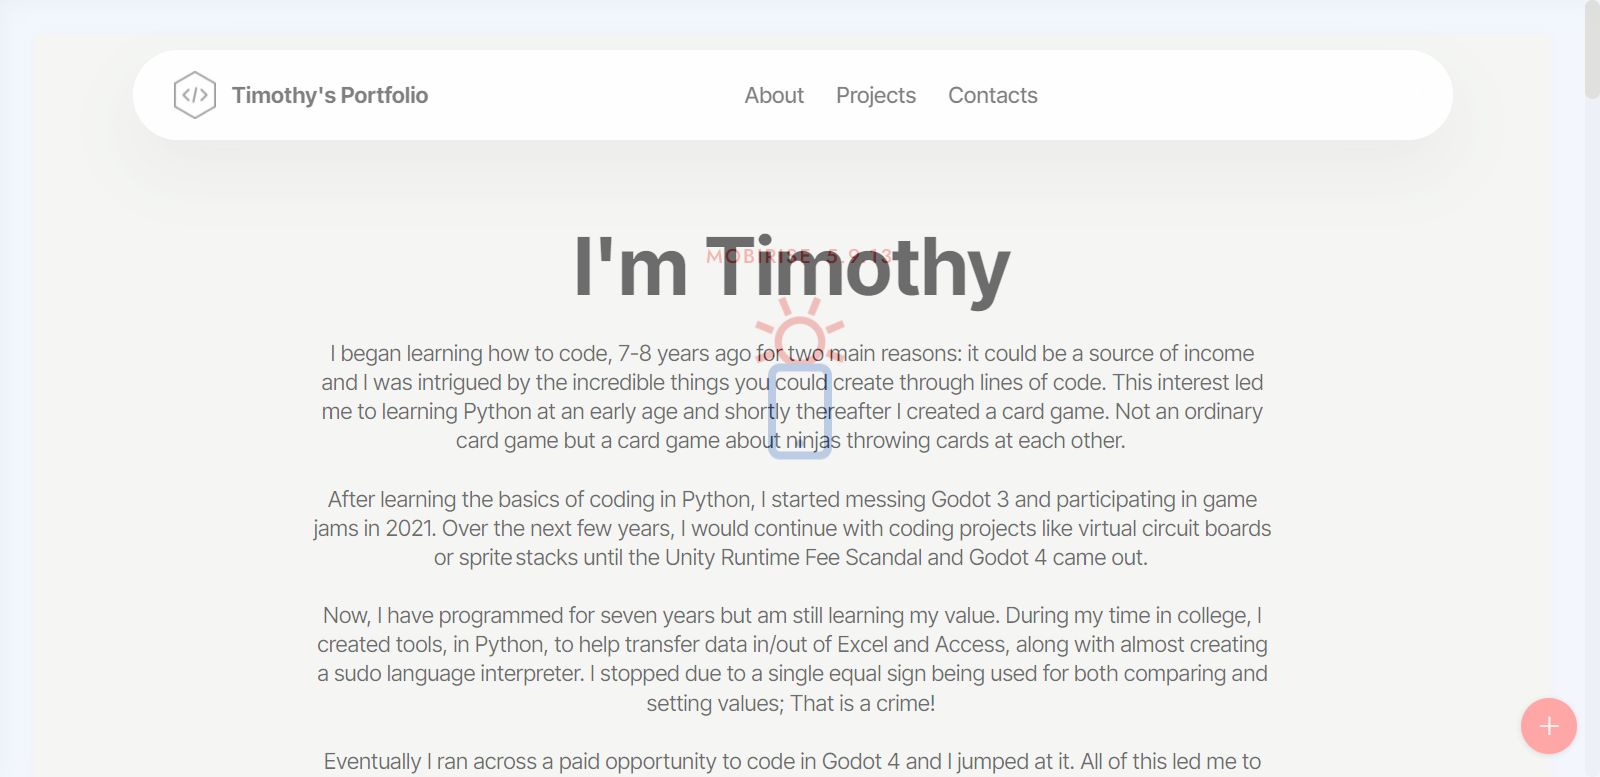 </> Timothy's Portfolio About Projects Contacts
I'm Timothy
MOBIRISE 5.9.13
I began learning how to code, 7-8 years ago for two main reasons: it could be a source of income
and I was intrigued by the incredible things you could create through lines of code. This interest led
me to learning Python at an early age and shortly thereafter I created a card game. Not an ordinary
card game but a card game about ninjas throwing cards at each other.
After learning the basics of coding in Python, I started messing Godot 3 and participating in game
jams in 2021. Over the next few years, I would continue with coding projects like virtual circuit boards
or sprite stacks until the Unity Runtime Fee Scandal and Godot 4 came out.
Now, I have programmed for seven years but am still learning my value. During my time in college, I
created tools, in Python, to help transfer data in/out of Excel and Access, along with almost creating
a sudo language interpreter. I stopped due to a single equal sign being used for both comparing and
setting values; That is a crime!
Eventually I ran across a paid opportunity to code in Godot 4 and I jumped at it. All of this led me to